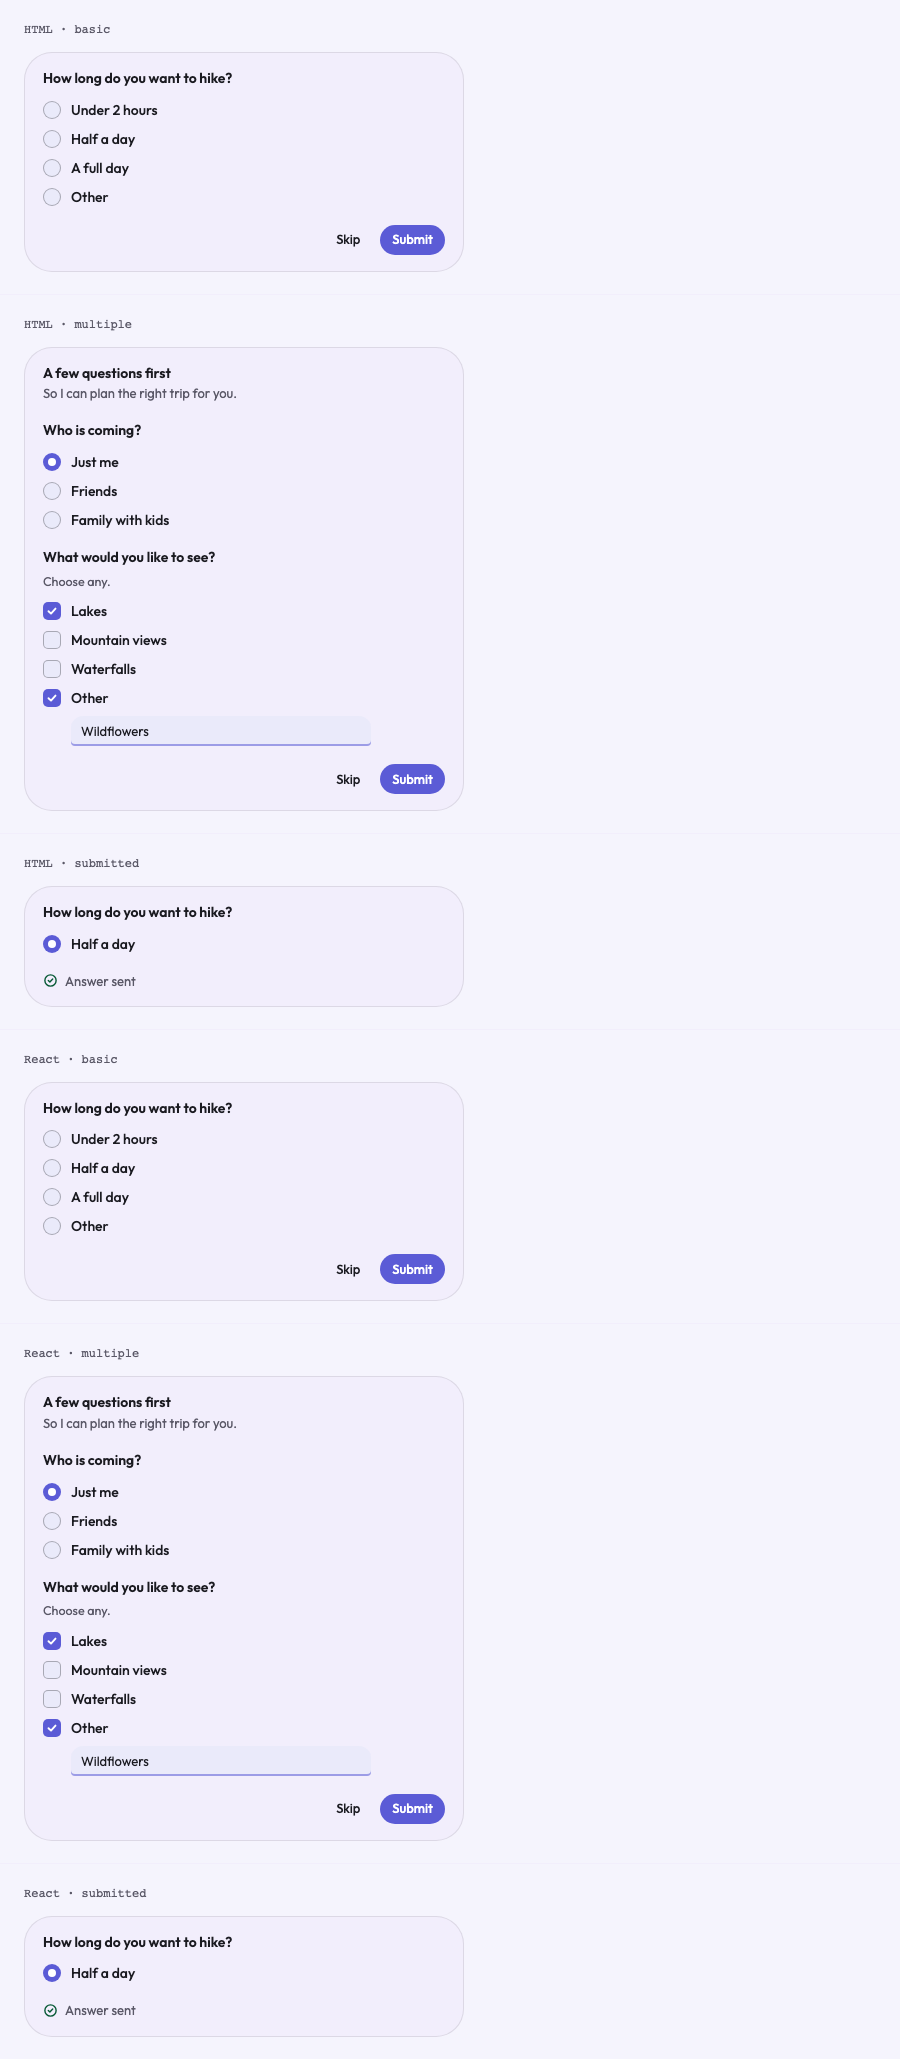 HTML · basic
How long do you want to hike?
Under 2 hours
Half a day
A full day
Other
Skip Submit
HTML · multiple
A few questions first
So I can plan the right trip for you.
Who is coming?
Just me
Friends
Family with kids
What would you like to see?
Choose any.
Lakes
Mountain views
Waterfalls
Other
Wildflowers
Skip Submit
HTML · submitted
How long do you want to hike?
Half a day
Answer sent
React · basic
How long do you want to hike?
Under 2 hours
Half a day
A full day
Other
Skip Submit
React · multiple
A few questions first
So I can plan the right trip for you.
Who is coming?
Just me
Friends
Family with kids
What would you like to see?
Choose any.
Lakes
Mountain views
Waterfalls
Other
Wildflowers
Skip Submit
React · submitted
How long do you want to hike?
Half a day
Answer sent